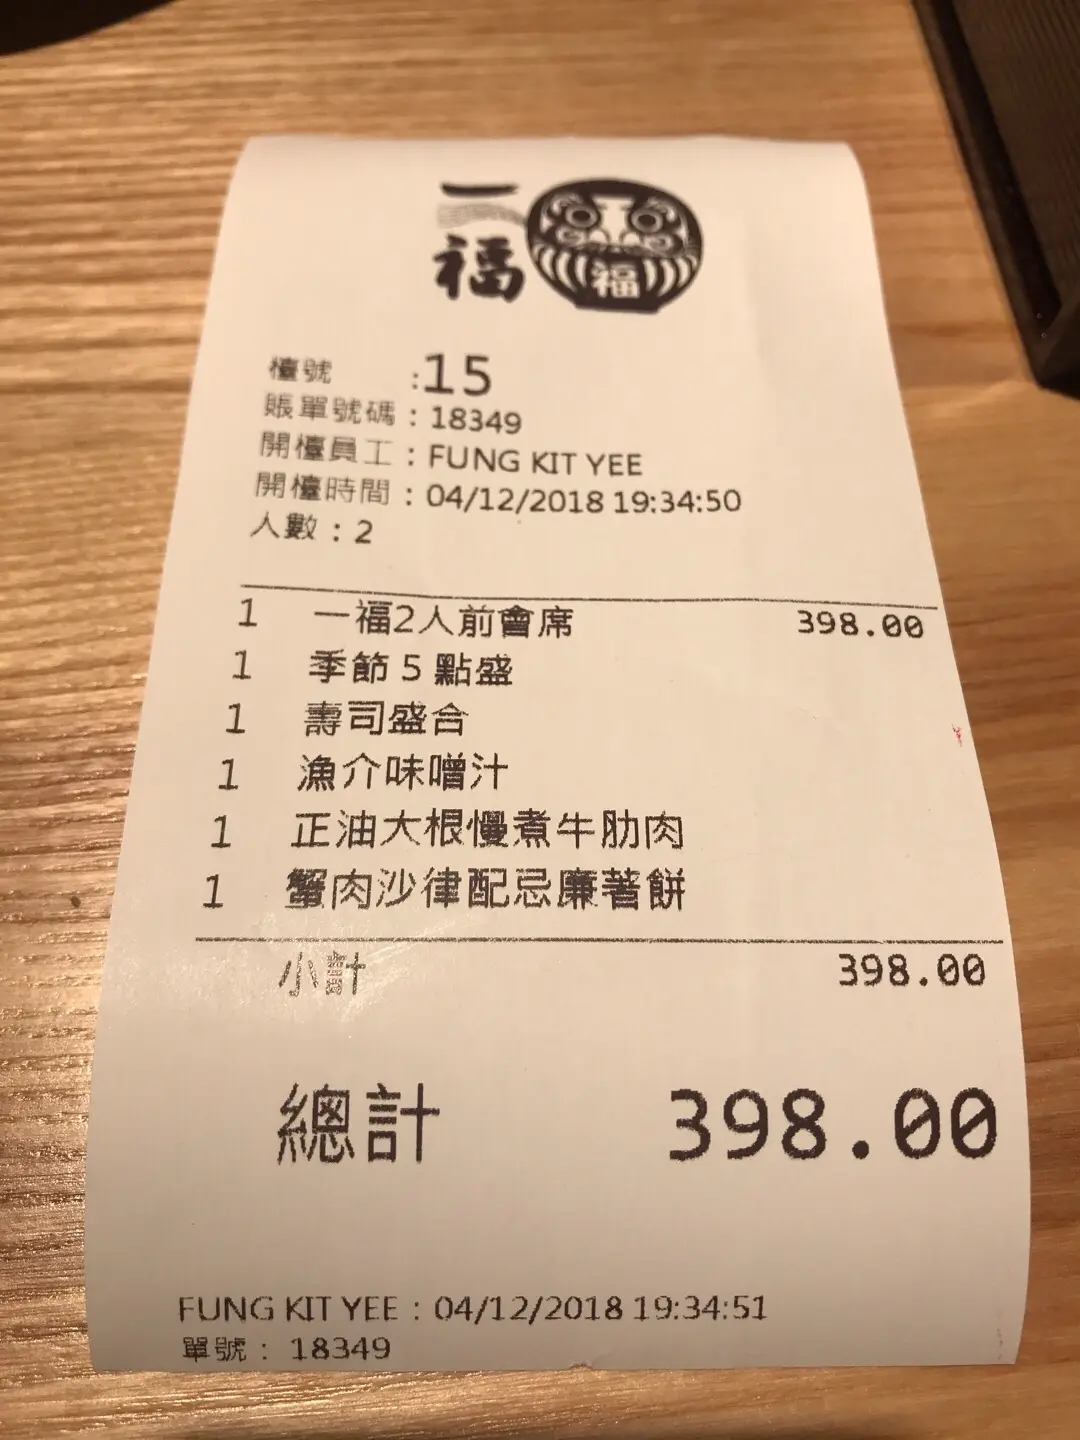 一福
福
檯號 :15
賬單號碼 : 18349
開檯員工 : FUNG KIT YEE
開檯時間 : 04/12/2018 19:34:50
人數 : 2
1 一福2人前會席 398.00
1 季節 5 點盛
1 壽司盛合
1 漁介味噌汁
1 正油大根慢煮牛肋肉
1 蟹肉沙律配忌廉薯餅
小計 398.00
總計 398.00
FUNG KIT YEE : 04/12/2018 19:34:51
單號 : 18349